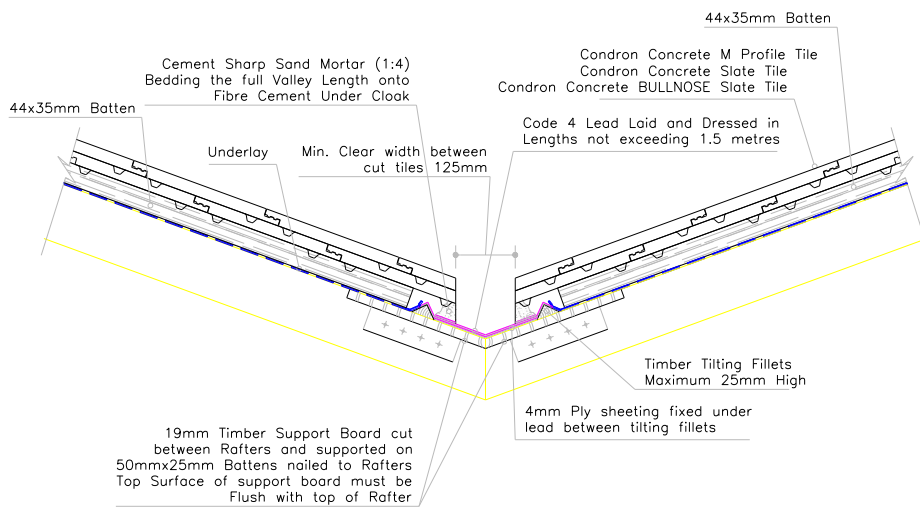 44x35mm Batten
Cement Sharp Sand Mortar (1:4)
Bedding the full Valley Length onto
Fibre Cement Under Cloak
Condron Concrete M Profile Tile
Condron Concrete Slate Tile
Condron Concrete BULLNOSE Slate Tile
44x35mm Batten
Code 4 Lead Laid and Dressed in
Lengths not exceeding 1.5 metres
Underlay
Min. Clear width between
cut tiles 125mm
Timber Tilting Fillets
Maximum 25mm High
4mm Ply sheeting fixed under
lead between tilting fillets
19mm Timber Support Board cut
between Rafters and supported on
50mmx25mm Battens nailed to Rafters
Top Surface of support board must be
Flush with top of Rafter